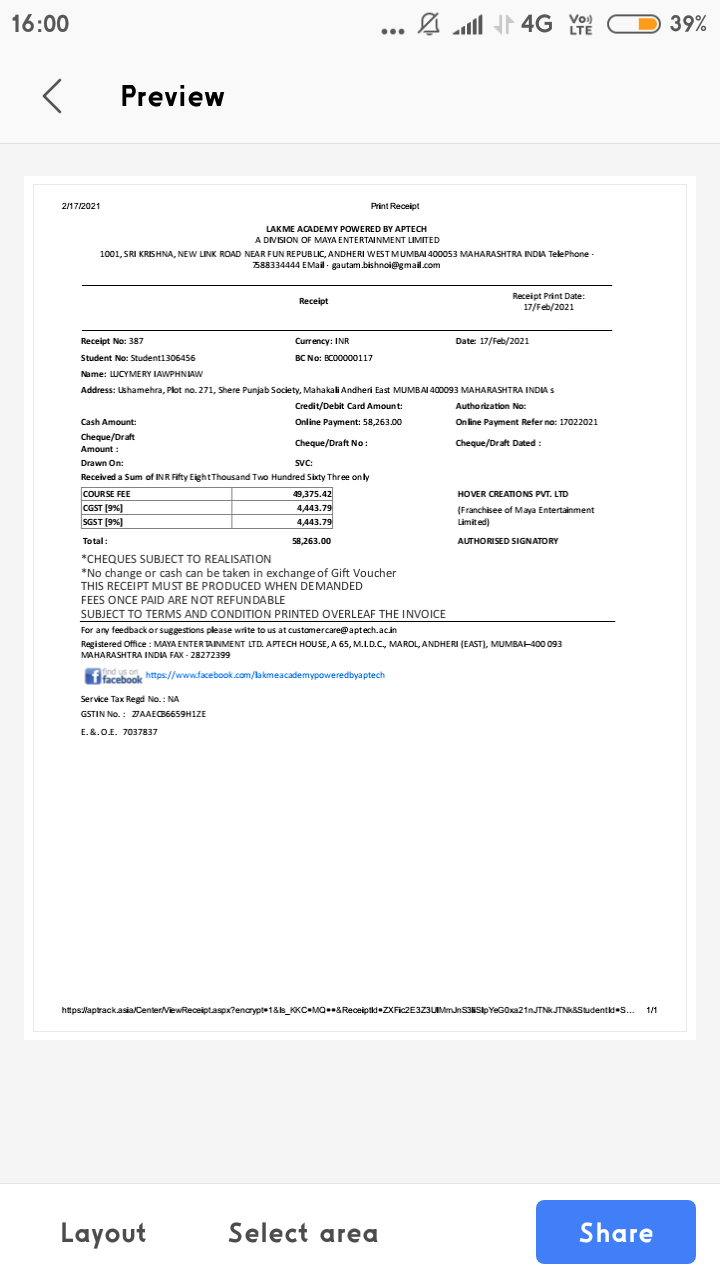 16:00
... 4G Vo)) LTE 39%
Preview
2/17/2021 Print Receipt
LAKME ACADEMY POWERED BY APTECH
A DIVISION OF MAYA ENTERTAINMENT LIMITED
1001, SRI KRISHNA, NEW LINK ROAD NEAR FUN REPUBLIC, ANDHERI WEST MUMBAI 400053 MAHARASHTRA INDIA TelePhone -
7588334444 EMail - gautam.bishnoi@gmail.com
Receipt
Receipt Print Date:
17/Feb/2021
Receipt No: 387 Currency: INR Date: 17/Feb/2021
Student No: Student1306456 BC No: BC00000117
Name: LUCYMERY IAWPHNIAW
Address: Ushamehra, Plot no. 271, Shere Punjab Society, Mahakali Andheri East MUMBAI 400093 MAHARASHTRA INDIA s
Credit/Debit Card Amount: Authorization No:
Cash Amount: Online Payment: 58,263.00 Online Payment Refer no: 17022021
Cheque/Draft
Amount : Cheque/Draft No : Cheque/Draft Dated :
Drawn On: SVC:
Received a Sum of INR Fifty Eight Thousand Two Hundred Sixty Three only
COURSE FEE 49,375.42 HOVER CREATIONS PVT. LTD
CGST [9%] 4,443.79 (Franchisee of Maya Entertainment
SGST [9%] 4,443.79 Limited)
Total : 58,263.00 AUTHORISED SIGNATORY
*CHEQUES SUBJECT TO REALISATION
*No change or cash can be taken in exchange of Gift Voucher
THIS RECEIPT MUST BE PRODUCED WHEN DEMANDED
FEES ONCE PAID ARE NOT REFUNDABLE
SUBJECT TO TERMS AND CONDITION PRINTED OVERLEAF THE INVOICE
For any feedback or suggestions please write to us at customercare@aptech.ac.in
Registered Office : MAYA ENTERTAINMENT LTD. APTECH HOUSE, A 65, M.I.D.C., MAROL, ANDHERI (EAST), MUMBAI–400 093
MAHARASHTRA INDIA FAX - 28272399
find us on
facebook https://www.facebook.com/lakmeacademypoweredbyaptech
Service Tax Regd No. : NA
GSTIN No. : 27AAECB6659H1ZE
E. &. O.E. 7037837
1/1
Layout Select area Share